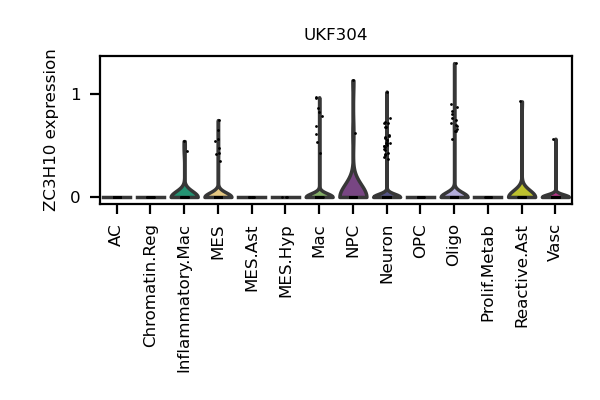 UKF304
ZC3H10 expression
1
0
AC
Chromatin.Reg
Inflammatory.Mac
MES
MES.Ast
MES.Hyp
Mac
NPC
Neuron
OPC
Oligo
Prolif.Metab
Reactive.Ast
Vasc